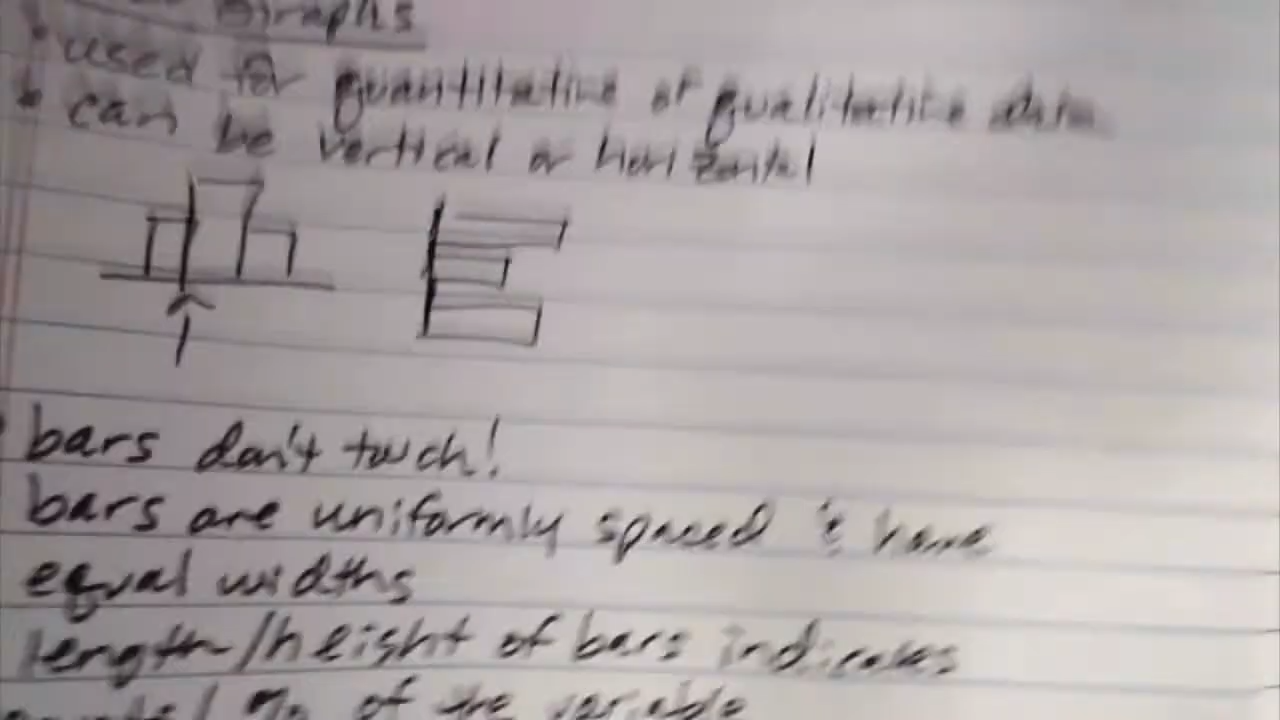 Graphs
• used for quantitative or qualitative data
• can be vertical or horizontal
bars don't touch!
bars are uniformly spaced & have
equal widths
length/height of bars indicates
% of the variable